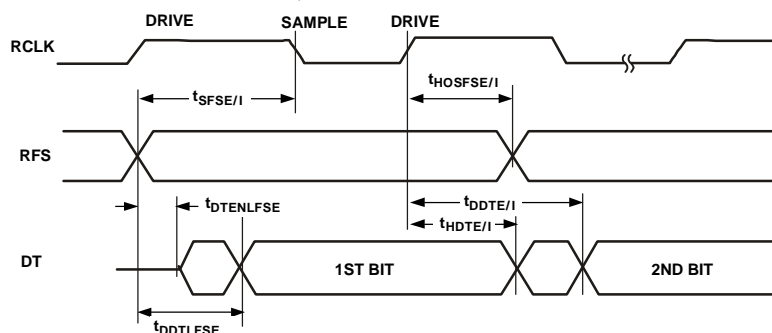 DRIVE SAMPLE DRIVE
RCLK
tSFSE/I tHOSFSE/I
RFS
tDDTE/I
tDTENLFSE tHDTE/I
DT 1ST BIT 2ND BIT
tDDTLFSE